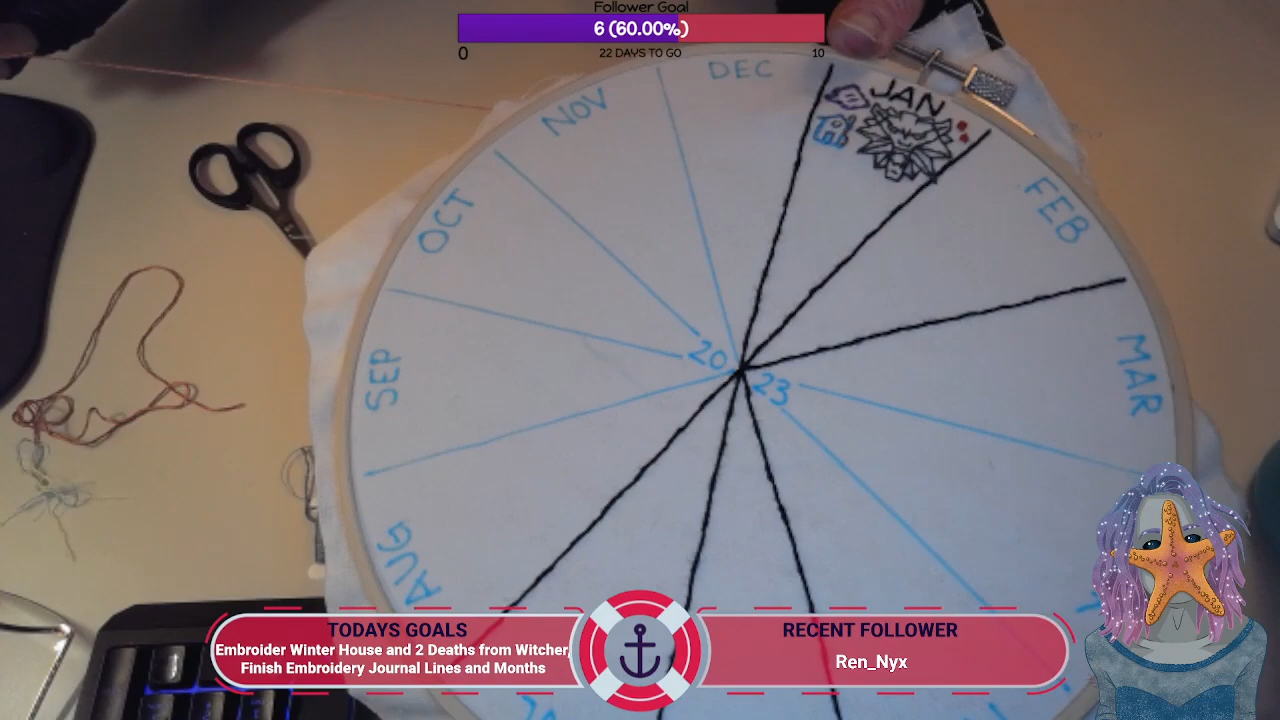 Follower Goal
6 (60.00%)
0
22 DAYS TO GO
10
DEC
JAN
NOV
FEB
OCT
MAR
SEP
20
23
AUG
TODAYS GOALS
Embroider Winter House and 2 Deaths from Witcher,
Finish Embroidery Journal Lines and Months
RECENT FOLLOWER
Ren_Nyx